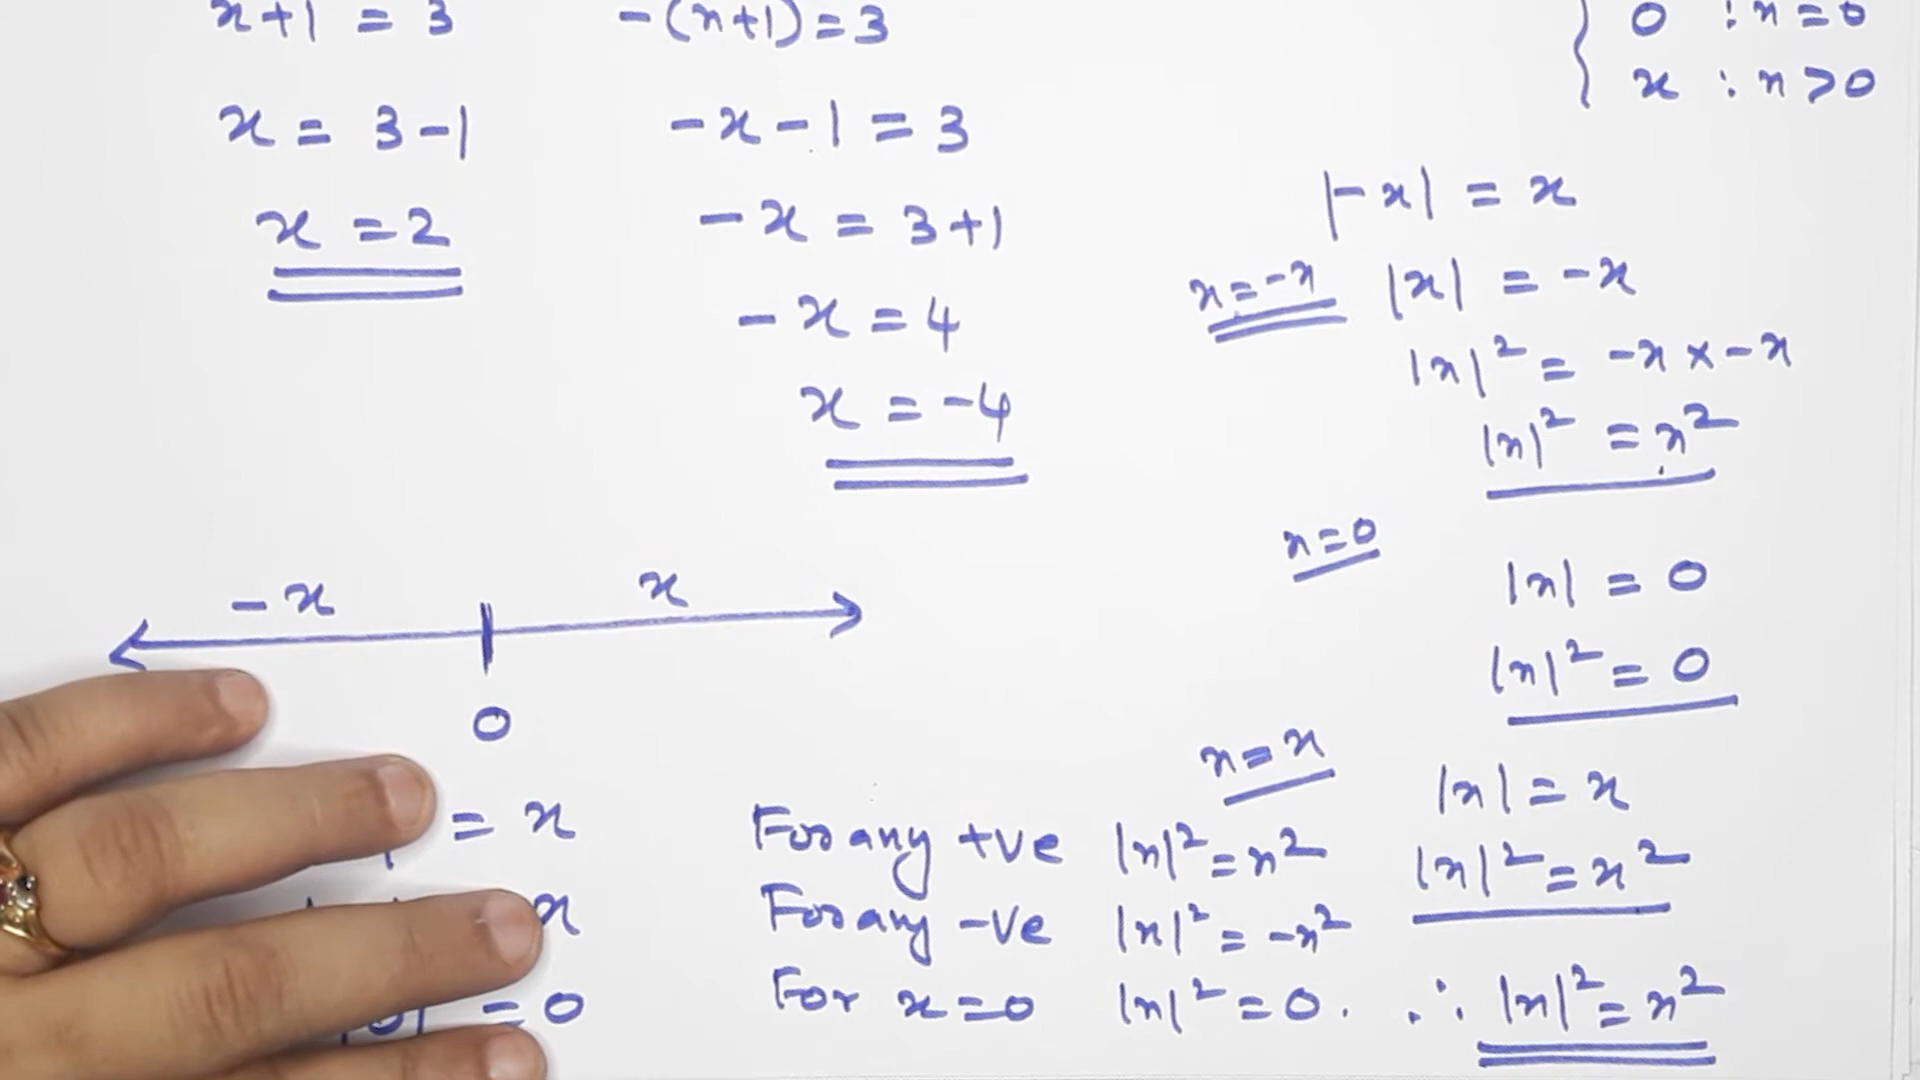 x+1 = 3
x = 3-1
x = 2
-(x+1) = 3
-x-1 = 3
-x = 3+1
-x = 4
x = -4
0 : x = 0
x : x > 0
|-x| = x
x = -x |x| = -x
|x|² = -x × -x
|x|² = x²
x = 0
|x| = 0
|x|² = 0
x = x
|x| = x
|x|² = x²
∴ |x|² = x²
-x x
0
= x
x
|0| = 0
For any +ve |x|² = x²
For any -ve |x|² = -x²
For x = 0 |x|² = 0.